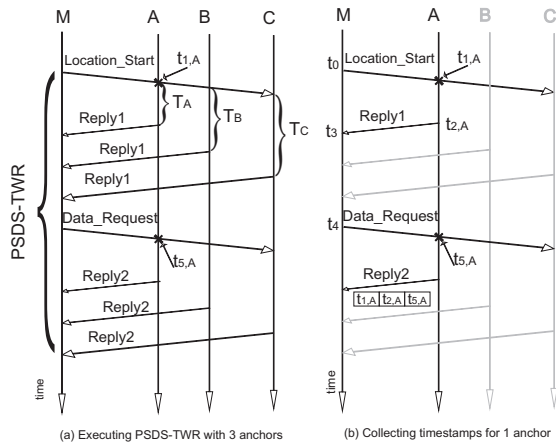 M A B C
Location_Start
t1,A
TA
TB
TC
Reply1
Reply1
Reply1
PSDS-TWR
Data_Request
t5,A
Reply2
Reply2
Reply2
time
(a) Executing PSDS-TWR with 3 anchors
M A B C
t0
Location_Start
t1,A
Reply1
t2,A
t3
t4
Data_Request
t5,A
Reply2
t1,A t2,A t5,A
time
(b) Collecting timestamps for 1 anchor